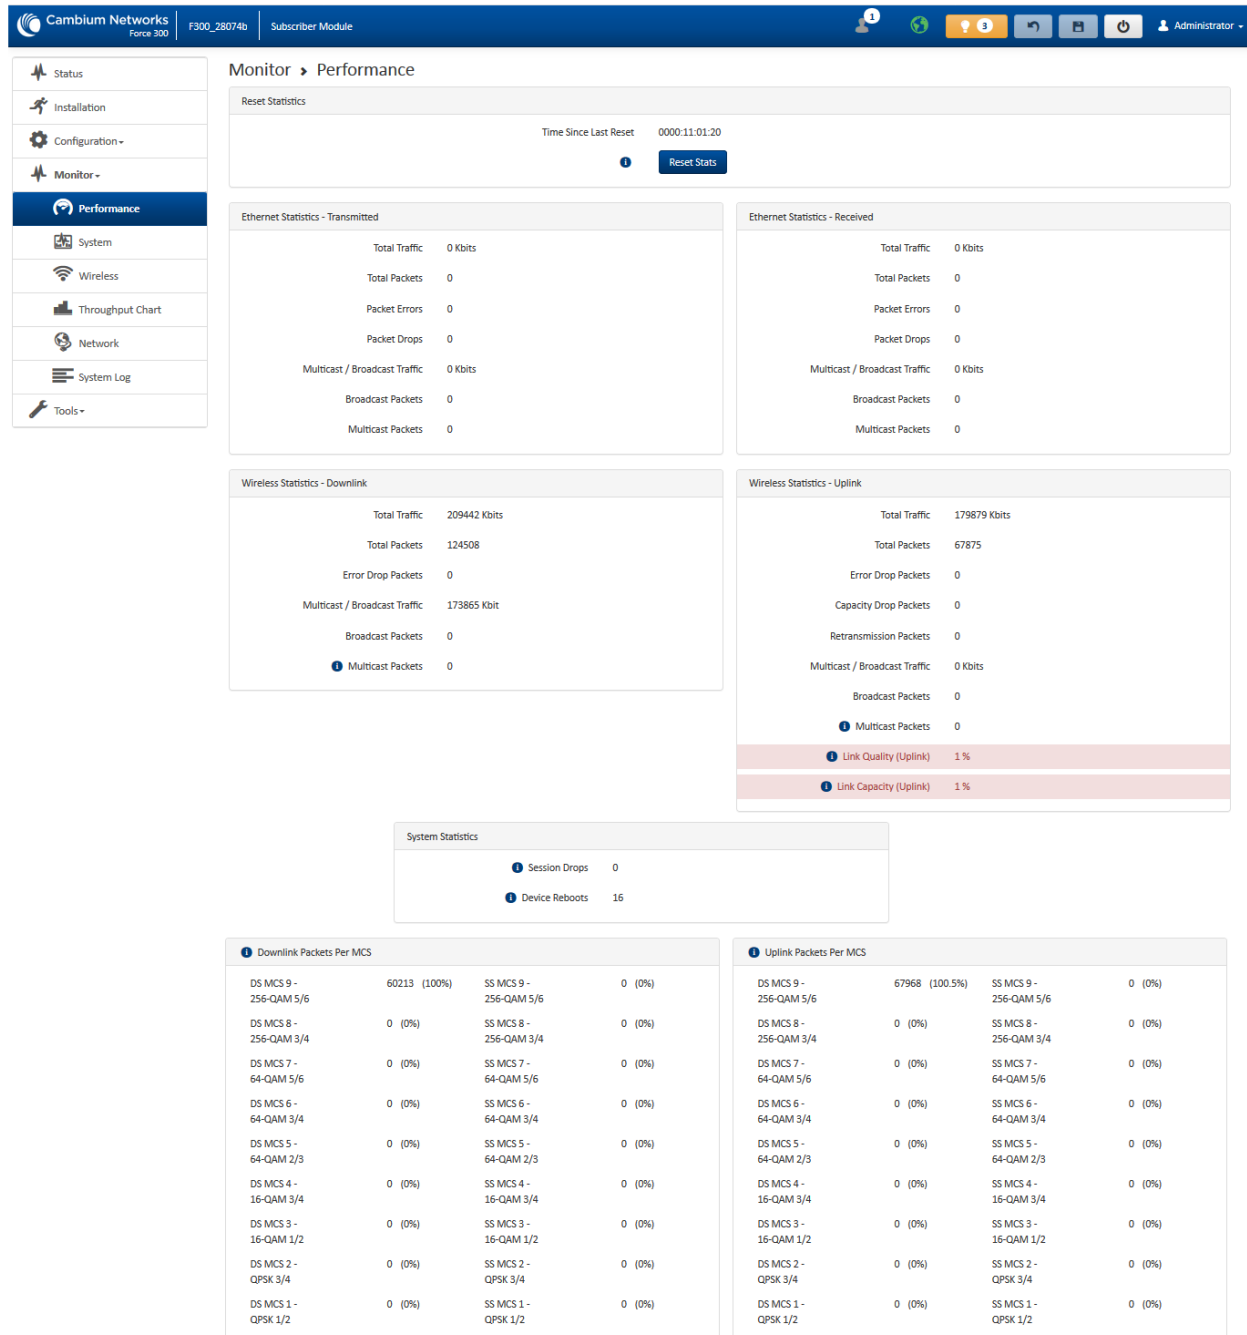 Cambium Networks
Force 300
F300_28074b
Subscriber Module
1
3
Administrator
Status
Installation
Configuration
Monitor
Performance
System
Wireless
Throughput Chart
Network
System Log
Tools
Monitor > Performance
Reset Statistics
Time Since Last Reset 0000:11:01:20
Reset Stats
Ethernet Statistics - Transmitted
Total Traffic 0 Kbits
Total Packets 0
Packet Errors 0
Packet Drops 0
Multicast / Broadcast Traffic 0 Kbits
Broadcast Packets 0
Multicast Packets 0
Ethernet Statistics - Received
Total Traffic 0 Kbits
Total Packets 0
Packet Errors 0
Packet Drops 0
Multicast / Broadcast Traffic 0 Kbits
Broadcast Packets 0
Multicast Packets 0
Wireless Statistics - Downlink
Total Traffic 209442 Kbits
Total Packets 124508
Error Drop Packets 0
Multicast / Broadcast Traffic 173865 Kbit
Broadcast Packets 0
Multicast Packets 0
Wireless Statistics - Uplink
Total Traffic 179879 Kbits
Total Packets 67875
Error Drop Packets 0
Capacity Drop Packets 0
Retransmission Packets 0
Multicast / Broadcast Traffic 0 Kbits
Broadcast Packets 0
Multicast Packets 0
Link Quality (Uplink) 1 %
Link Capacity (Uplink) 1 %
System Statistics
Session Drops 0
Device Reboots 16
Downlink Packets Per MCS
DS MCS 9 - 60213 (100%) SS MCS 9 - 0 (0%)
256-QAM 5/6 256-QAM 5/6
DS MCS 8 - 0 (0%) SS MCS 8 - 0 (0%)
256-QAM 3/4 256-QAM 3/4
DS MCS 7 - 0 (0%) SS MCS 7 - 0 (0%)
64-QAM 5/6 64-QAM 5/6
DS MCS 6 - 0 (0%) SS MCS 6 - 0 (0%)
64-QAM 3/4 64-QAM 3/4
DS MCS 5 - 0 (0%) SS MCS 5 - 0 (0%)
64-QAM 2/3 64-QAM 2/3
DS MCS 4 - 0 (0%) SS MCS 4 - 0 (0%)
16-QAM 3/4 16-QAM 3/4
DS MCS 3 - 0 (0%) SS MCS 3 - 0 (0%)
16-QAM 1/2 16-QAM 1/2
DS MCS 2 - 0 (0%) SS MCS 2 - 0 (0%)
QPSK 3/4 QPSK 3/4
DS MCS 1 - 0 (0%) SS MCS 1 - 0 (0%)
QPSK 1/2 QPSK 1/2
Uplink Packets Per MCS
DS MCS 9 - 67968 (100.5%) SS MCS 9 - 0 (0%)
256-QAM 5/6 256-QAM 5/6
DS MCS 8 - 0 (0%) SS MCS 8 - 0 (0%)
256-QAM 3/4 256-QAM 3/4
DS MCS 7 - 0 (0%) SS MCS 7 - 0 (0%)
64-QAM 5/6 64-QAM 5/6
DS MCS 6 - 0 (0%) SS MCS 6 - 0 (0%)
64-QAM 3/4 64-QAM 3/4
DS MCS 5 - 0 (0%) SS MCS 5 - 0 (0%)
64-QAM 2/3 64-QAM 2/3
DS MCS 4 - 0 (0%) SS MCS 4 - 0 (0%)
16-QAM 3/4 16-QAM 3/4
DS MCS 3 - 0 (0%) SS MCS 3 - 0 (0%)
16-QAM 1/2 16-QAM 1/2
DS MCS 2 - 0 (0%) SS MCS 2 - 0 (0%)
QPSK 3/4 QPSK 3/4
DS MCS 1 - 0 (0%) SS MCS 1 - 0 (0%)
QPSK 1/2 QPSK 1/2